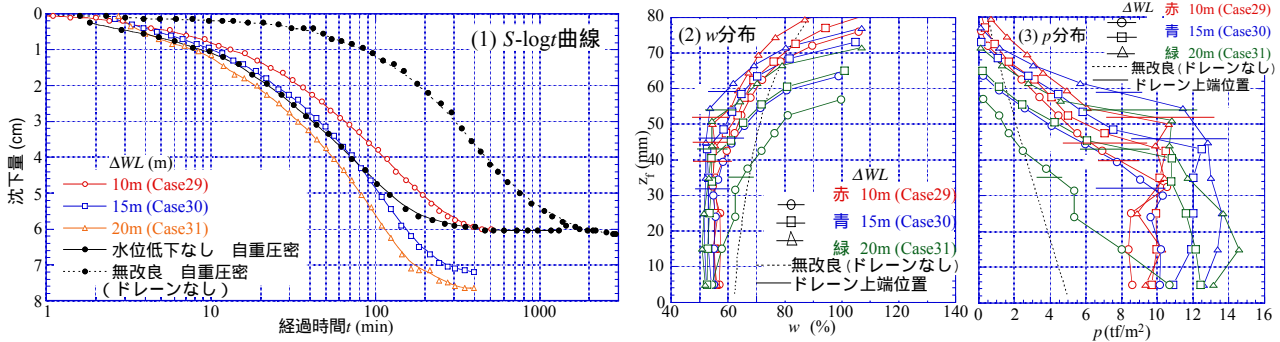 (1) S-logt曲線
沈下量 (cm)
0
1
2
3
4
5
6
7
8
1
10
100
1000
経過時間t (min)
ΔWL (m)
10m (Case29)
15m (Case30)
20m (Case31)
水位低下なし 自重圧密
無改良 自重圧密
(ドレーンなし)
(2) w分布
z_f (mm)
80
70
60
50
40
30
20
10
0
40
60
80
100
120
140
w (%)
ΔWL
赤 10m (Case29)
青 15m (Case30)
緑 20m (Case31)
無改良 (ドレーンなし)
ドレーン上端位置
(3) p分布
ΔWL
赤 10m (Case29)
青 15m (Case30)
緑 20m (Case31)
無改良 (ドレーンなし)
ドレーン上端位置
0
2
4
6
8
10
12
14
16
p (tf/m²)